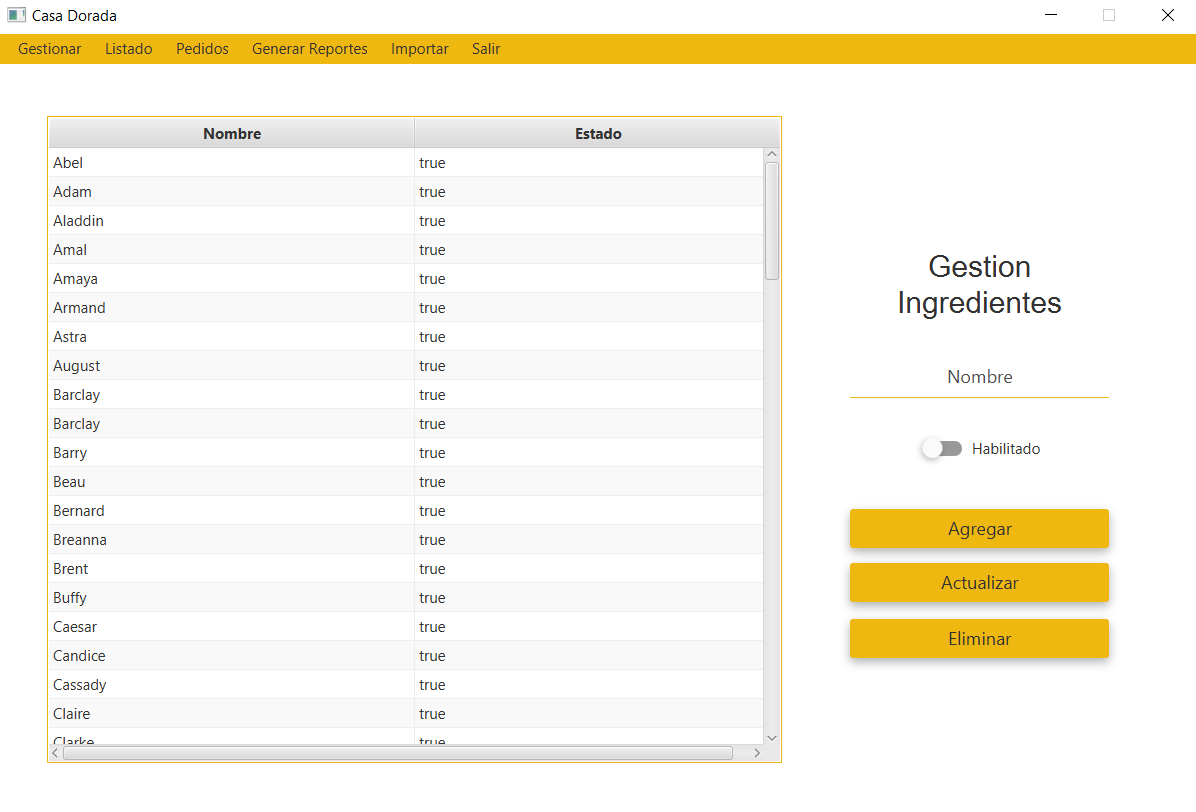 Casa Dorada
Gestionar Listado Pedidos Generar Reportes Importar Salir
Nombre Estado
Abel true
Adam true
Aladdin true
Amal true
Amaya true
Armand true
Astra true
August true
Barclay true
Barclay true
Barry true
Beau true
Bernard true
Breanna true
Brent true
Buffy true
Caesar true
Candice true
Cassady true
Claire true
Clarke true
Gestion
Ingredientes
Nombre
Habilitado
Agregar
Actualizar
Eliminar